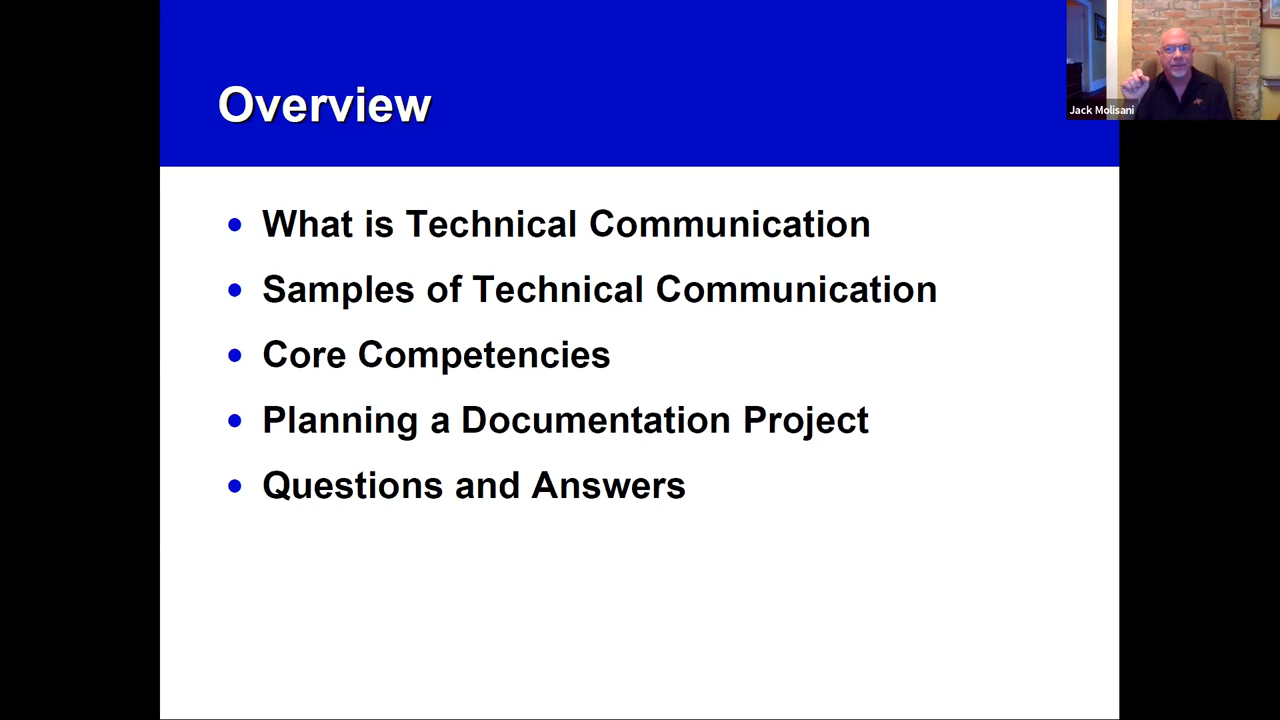 Overview
Jack Molisani
What is Technical Communication
Samples of Technical Communication
Core Competencies
Planning a Documentation Project
Questions and Answers